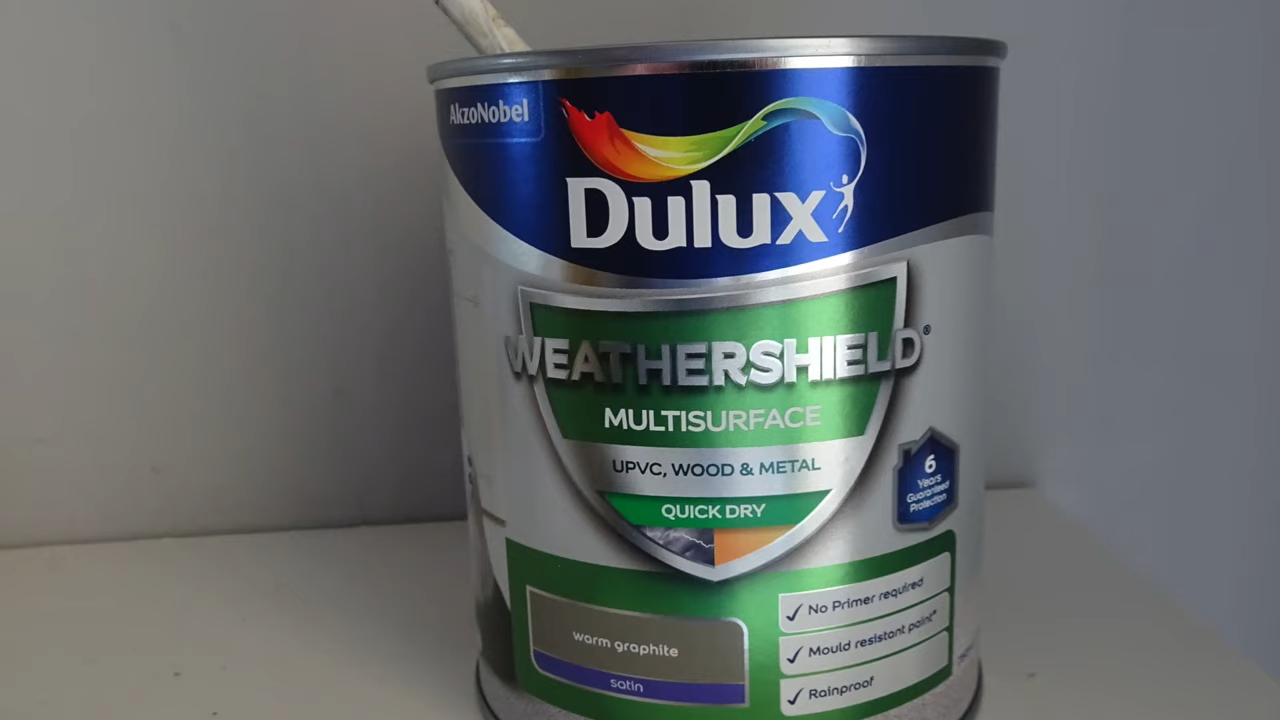 AkzoNobel
Dulux
WEATHERSHIELD®
MULTISURFACE
UPVC, WOOD & METAL
QUICK DRY
6
Years
Guaranteed
Protection
warm graphite
satin
No Primer required
Mould resistant paint*
Rainproof